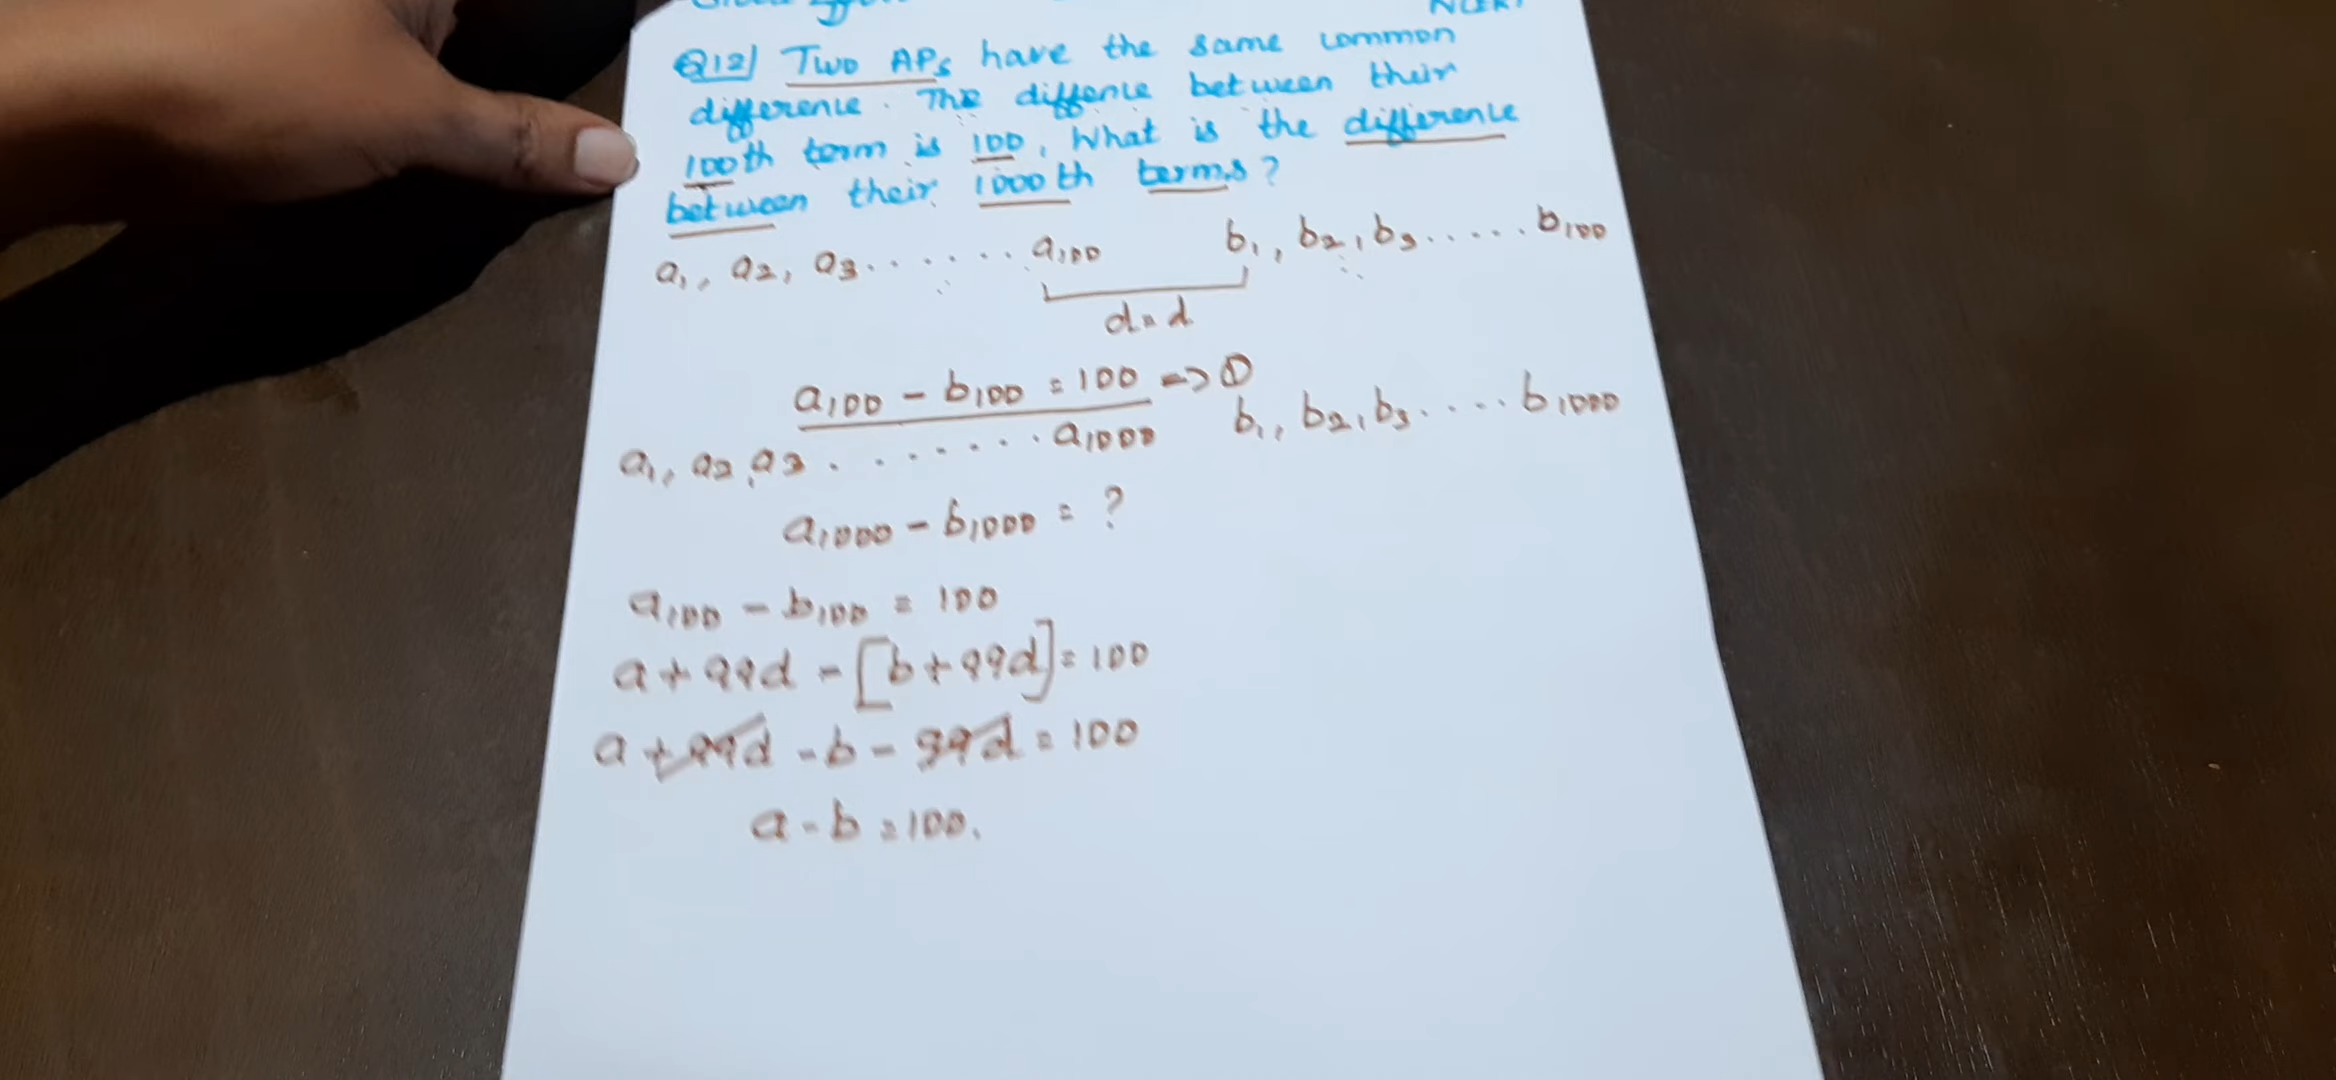 NCERT
Q12) Two APs have the same common
difference. The diffence between their
100th term is 100, What is the difference
between their 1000th terms?
a₁, a₂, a₃ . . . . . . . a₁₀₀ b₁, b₂, b₃ . . . . . b₁₀₀
d = d
a₁₀₀ - b₁₀₀ = 100 => ①
a₁, a₂, a₃ . . . . . . . . a₁₀₀₀ b₁, b₂, b₃ . . . . . b₁₀₀₀
a₁₀₀₀ - b₁₀₀₀ = ?
a₁₀₀ - b₁₀₀ = 100
a + 99d - [b + 99d] = 100
a + 99d - b - 99d = 100
a - b = 100.